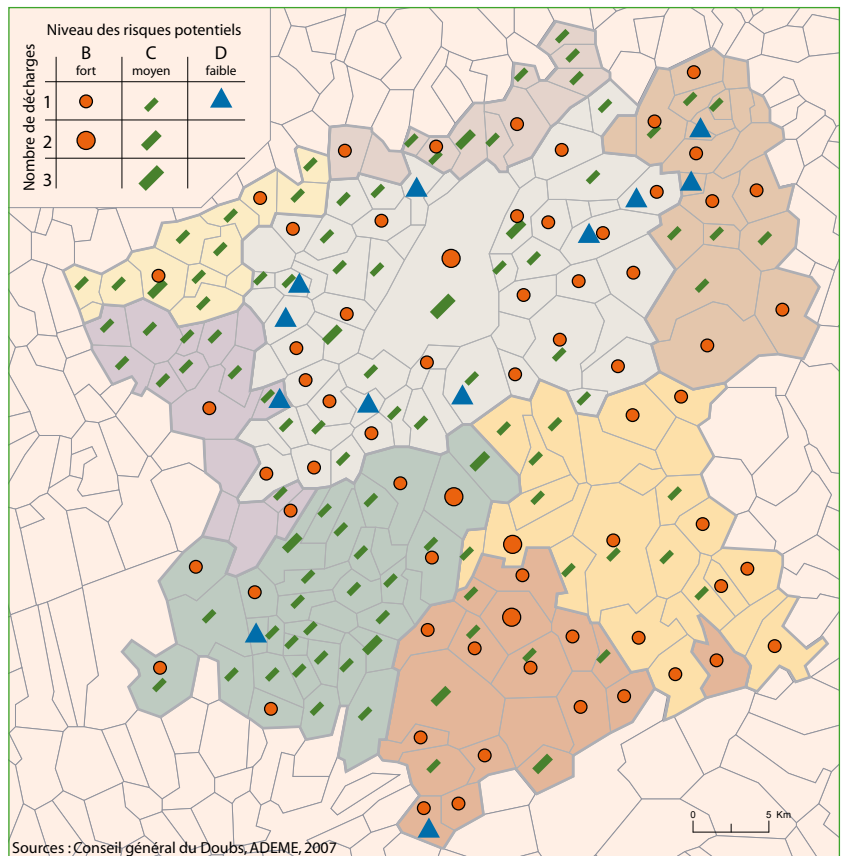 Niveau des risques potentiels
B C D
fort moyen faible
Nombre de décharges
1
2
3
0 5 Km
Sources : Conseil général du Doubs, ADEME, 2007